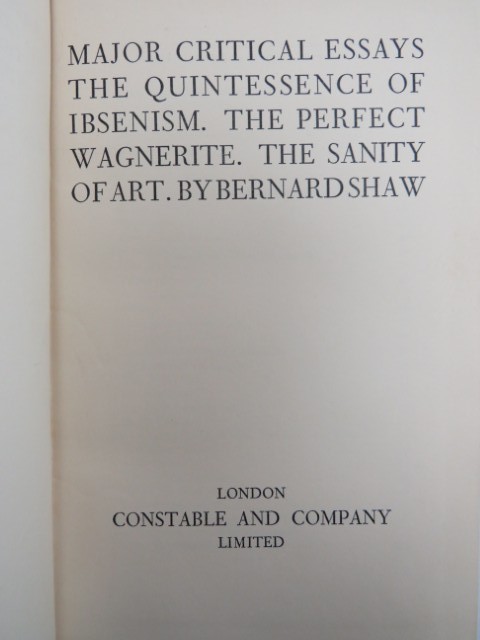 MAJOR CRITICAL ESSAYS
THE QUINTESSENCE OF
IBSENISM. THE PERFECT
WAGNERITE. THE SANITY
OF ART. BY BERNARD SHAW
LONDON
CONSTABLE AND COMPANY
LIMITED